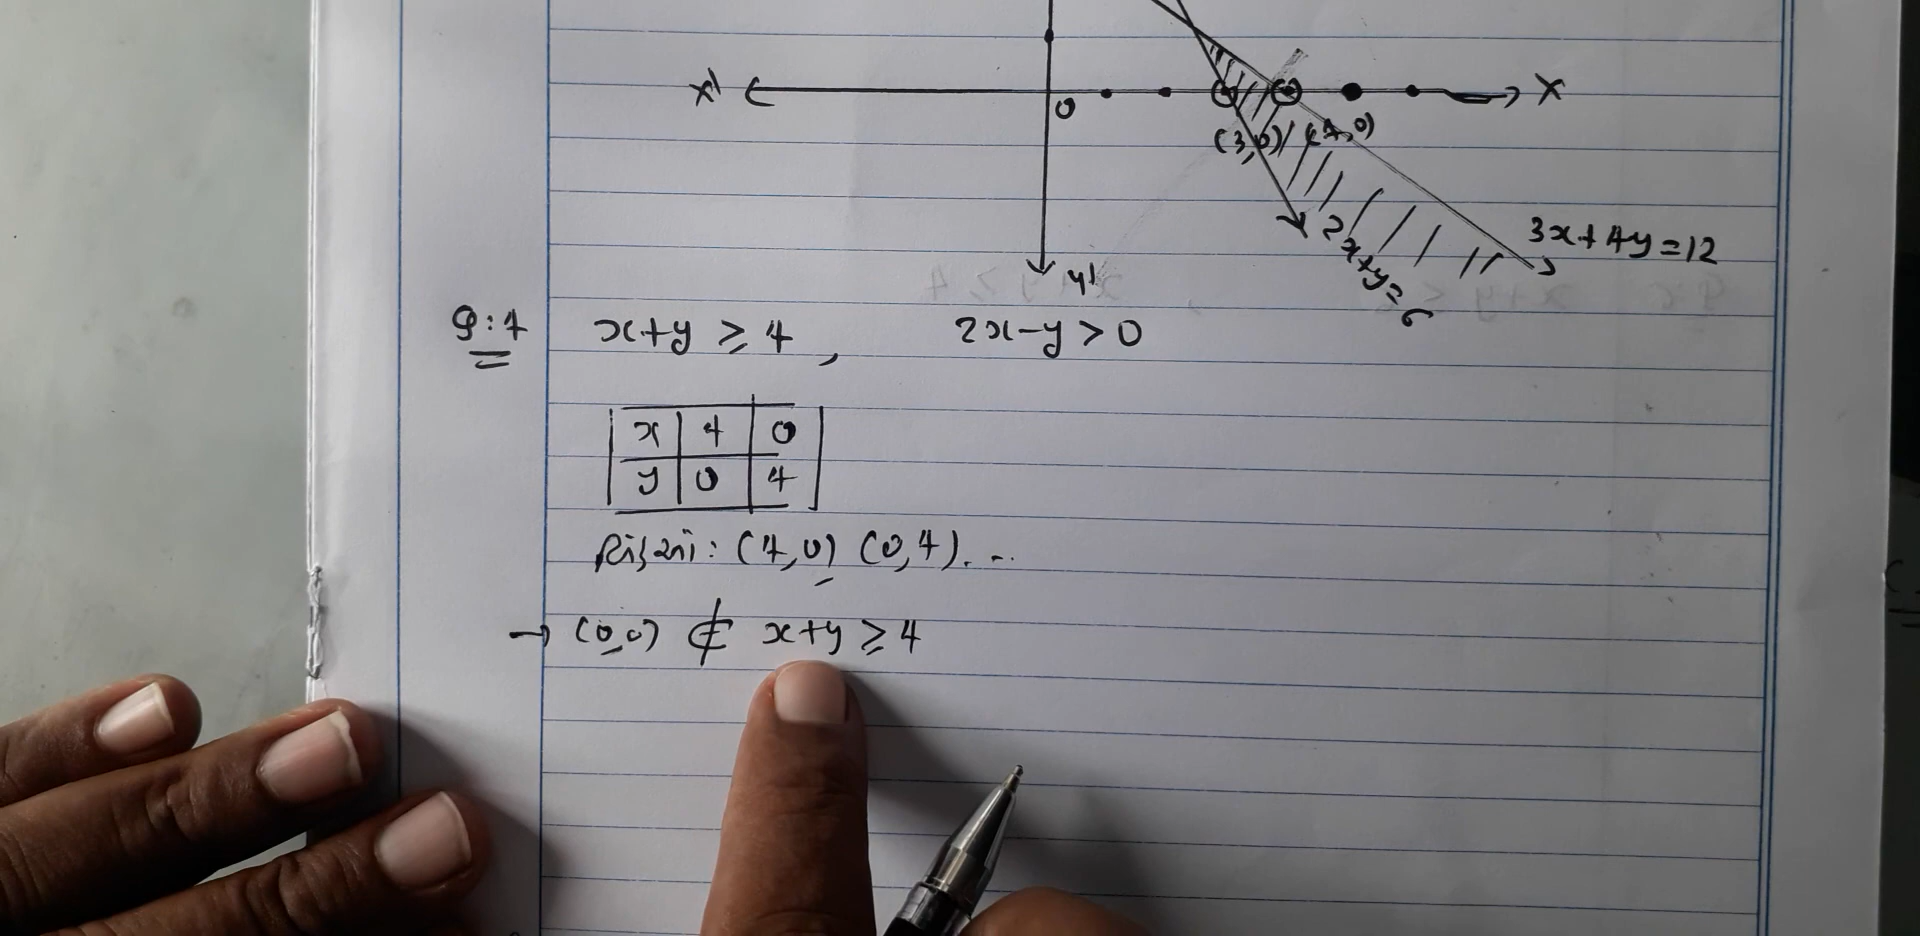 x' 0 x
(3,0) (4,0)
3x+4y=12
2x+y=6
y'
Q:4 x+y ≥ 4, 2x-y > 0
x 4 0
y 0 4
: (4,0) (0,4)...
→ (0,0) ∉ x+y ≥ 4